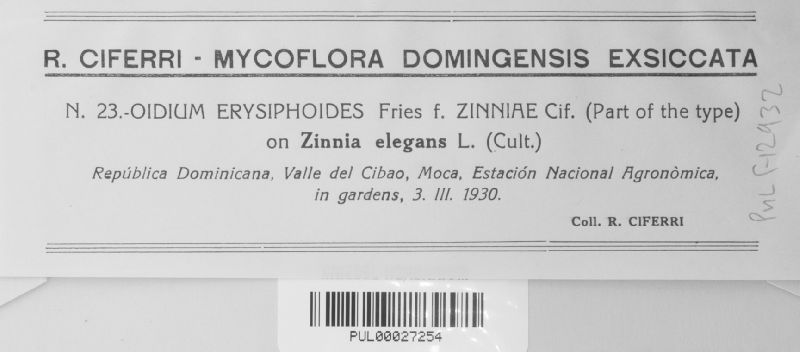 R. CIFERRI - MYCOFLORA DOMINGENSIS EXSICCATA
N. 23.-OIDIUM ERYSIPHOIDES Fries f. ZINNIAE Cif. (Part of the type)
on Zinnia elegans L. (Cult.)
República Dominicana, Valle del Cibao, Moca, Estación Nacional Agronòmica,
in gardens, 3. III. 1930.
Coll. R. CIFERRI
PUL F-12932
PUL00027254